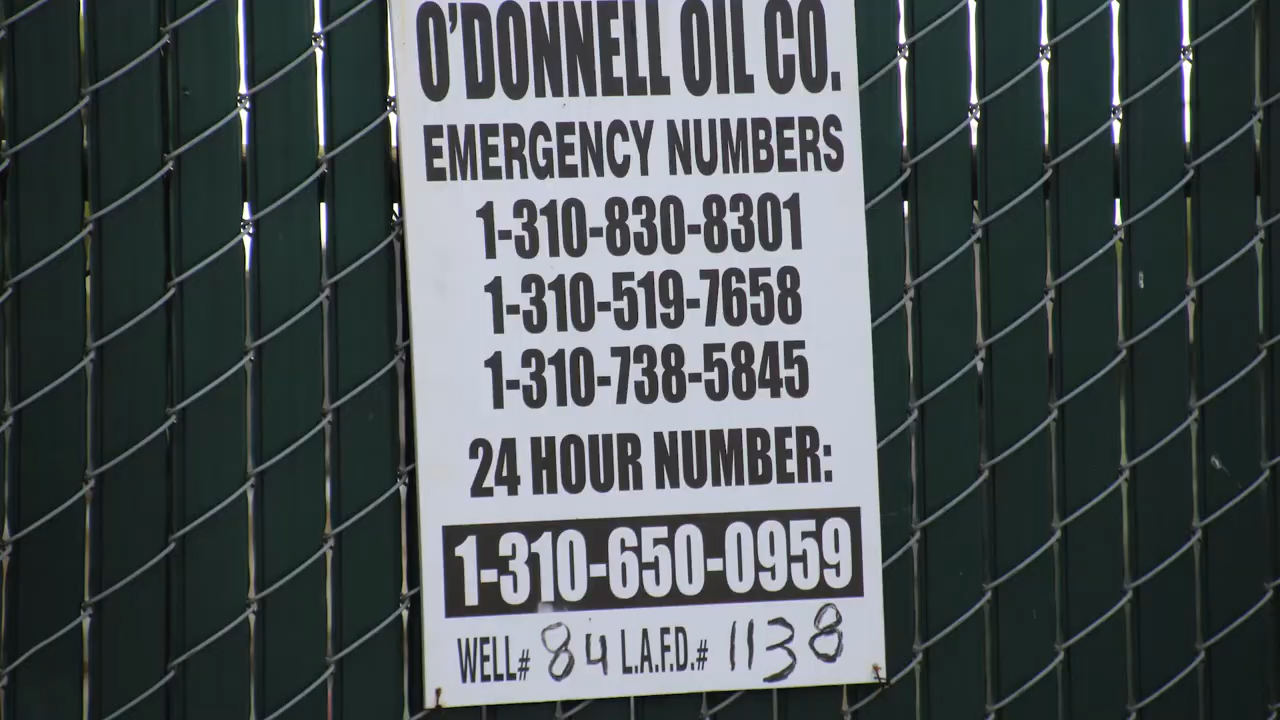 O'DONNELL OIL CO.
EMERGENCY NUMBERS
1-310-830-8301
1-310-519-7658
1-310-738-5845
24 HOUR NUMBER:
1-310-650-0959
WELL# 84 L.A.F.D.# 1138